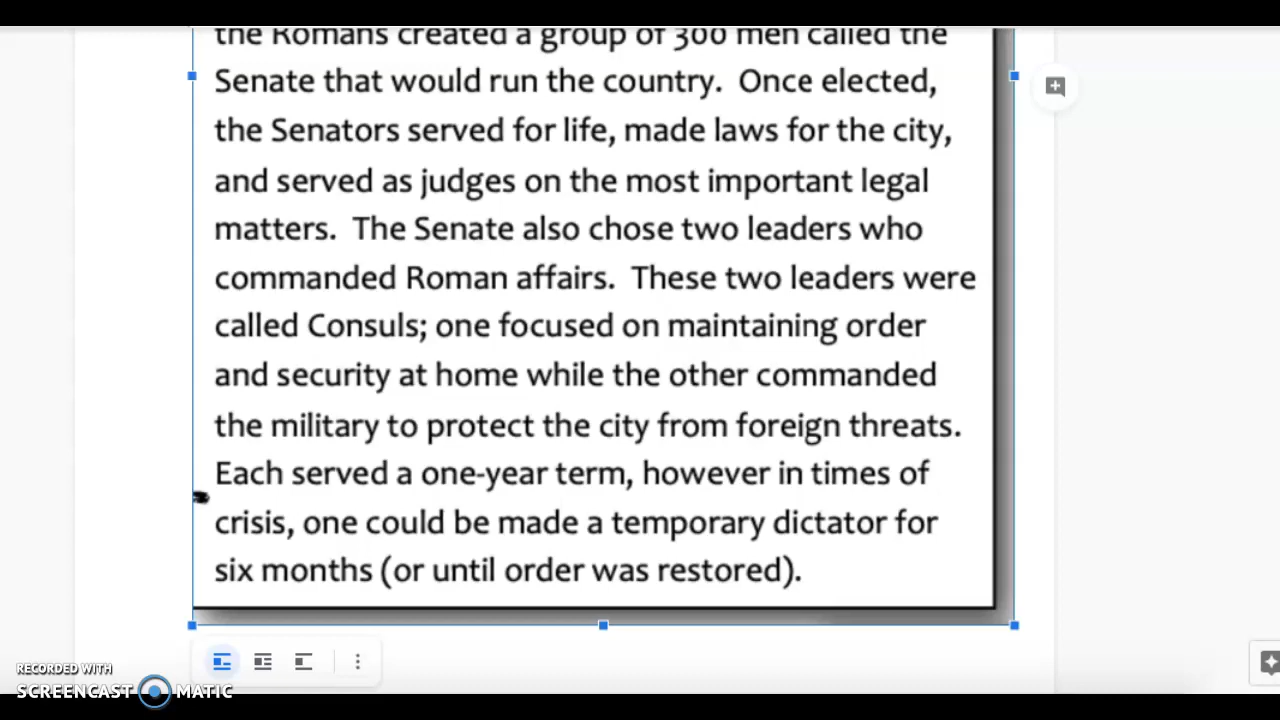 the Romans created a group of 300 men called the
Senate that would run the country.  Once elected,
the Senators served for life, made laws for the city,
and served as judges on the most important legal
matters.  The Senate also chose two leaders who
commanded Roman affairs.  These two leaders were
called Consuls; one focused on maintaining order
and security at home while the other commanded
the military to protect the city from foreign threats.
Each served a one-year term, however in times of
crisis, one could be made a temporary dictator for
six months (or until order was restored).
RECORDED WITH
SCREENCAST MATIC